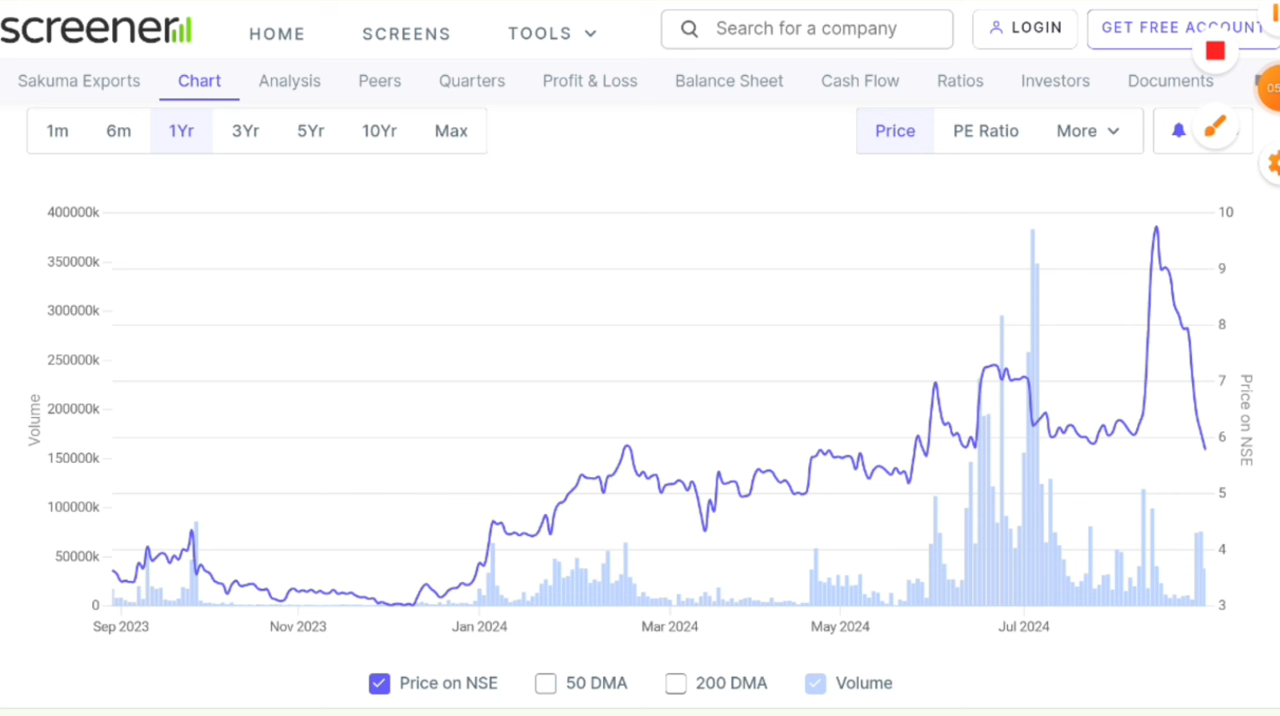 screener
HOME SCREENS TOOLS
Search for a company
LOGIN
GET FREE ACCOUNT
Sakuma Exports Chart Analysis Peers Quarters Profit & Loss Balance Sheet Cash Flow Ratios Investors Documents
1m 6m 1Yr 3Yr 5Yr 10Yr Max
Price PE Ratio More
400000k
350000k
300000k
250000k
200000k
150000k
100000k
50000k
0
Volume
10
9
8
7
6
5
4
3
Price on NSE
Sep 2023 Nov 2023 Jan 2024 Mar 2024 May 2024 Jul 2024
Price on NSE 50 DMA 200 DMA Volume